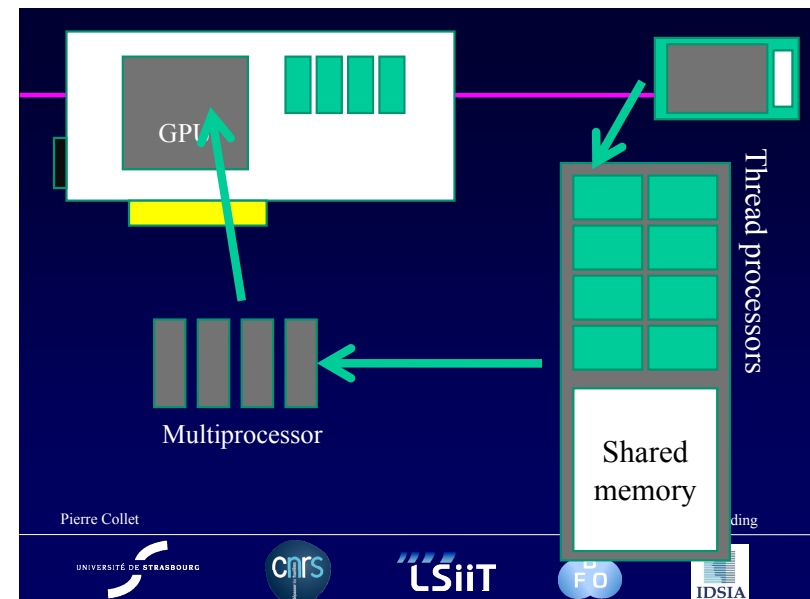 GPU
Thread processors
Multiprocessor
Shared
memory
Pierre Collet
ding
UNIVERSITÉ DE STRASBOURG
cnrs
LSiiT
FO
IDSIA